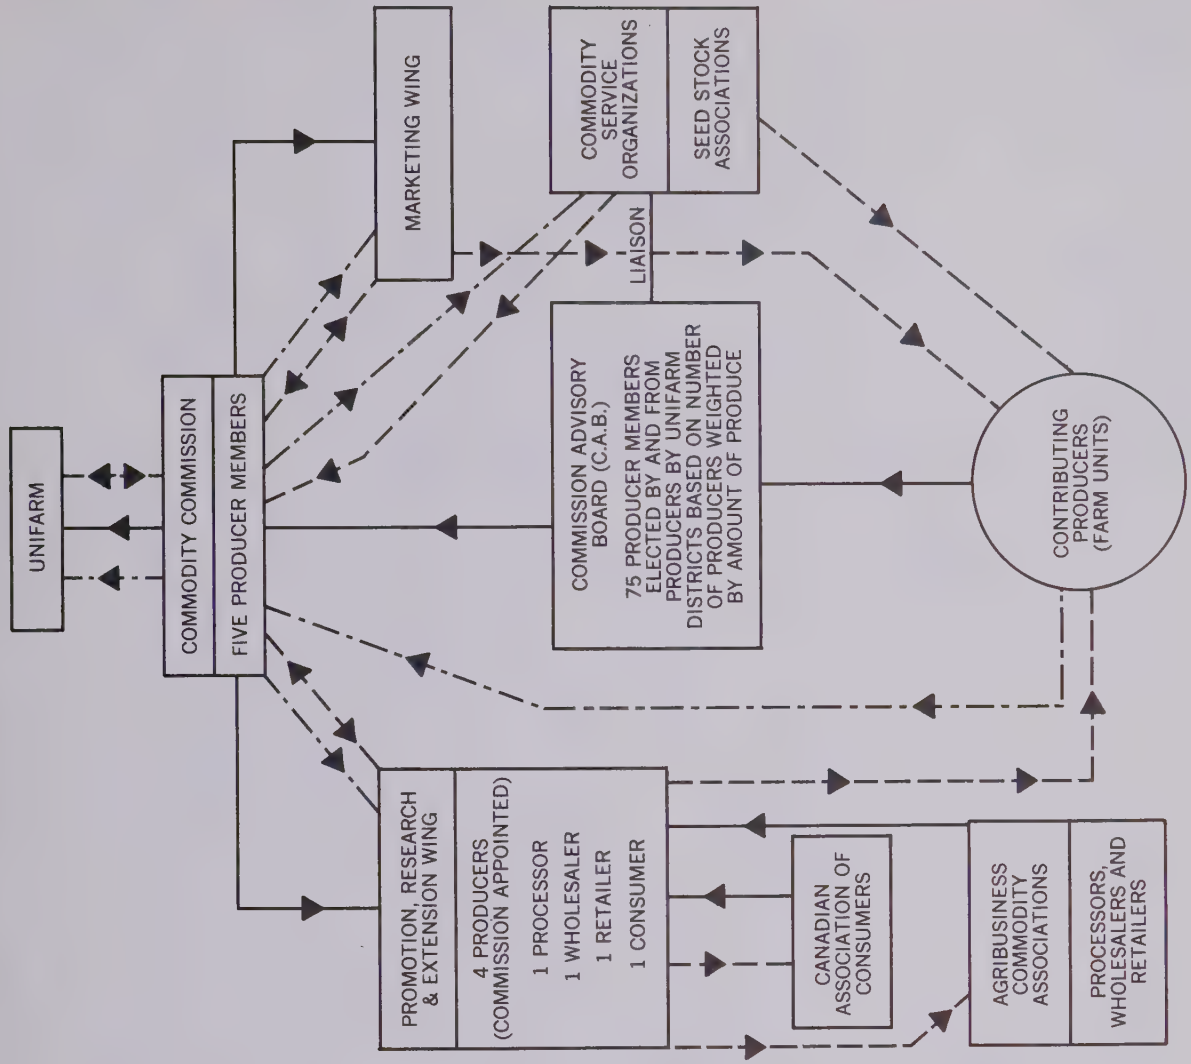 UNIFARM
COMMODITY COMMISSION
FIVE PRODUCER MEMBERS
MARKETING WING
PROMOTION, RESEARCH
& EXTENSION WING
4 PRODUCERS
(COMMISSION APPOINTED)
1 PROCESSOR
1 WHOLESALER
1 RETAILER
1 CONSUMER
COMMISSION ADVISORY
BOARD (C.A.B.)
75 PRODUCER MEMBERS
ELECTED BY AND FROM
PRODUCERS BY UNIFARM
DISTRICTS BASED ON NUMBER
OF PRODUCERS WEIGHTED
BY AMOUNT OF PRODUCE
LIAISON
COMMODITY
SERVICE
ORGANIZATIONS
SEED STOCK
ASSOCIATIONS
CANADIAN
ASSOCIATION OF
CONSUMERS
AGRIBUSINESS
COMMODITY
ASSOCIATIONS
PROCESSORS,
WHOLESALERS AND
RETAILERS
CONTRIBUTING
PRODUCERS
(FARM UNITS)